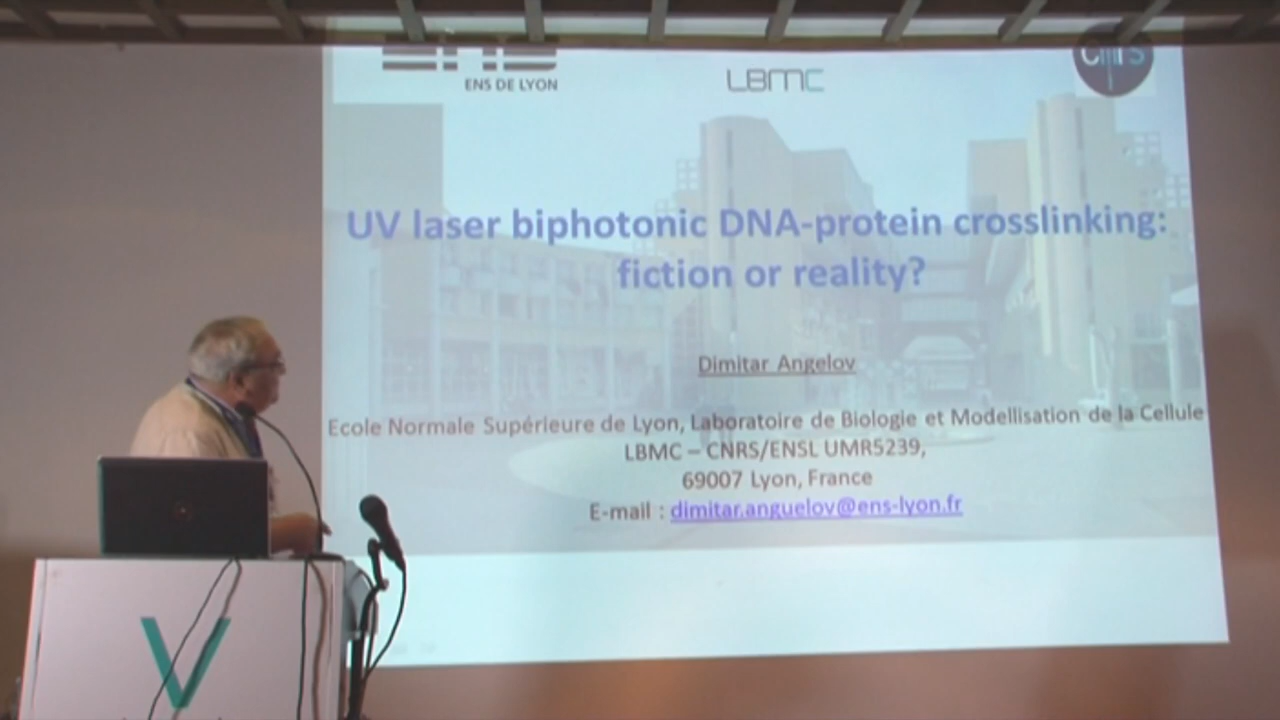 ENS
ENS DE LYON
LBMC
cnrs
UV laser biphotonic DNA-protein crosslinking:
fiction or reality?
Dimitar Angelov
Ecole Normale Supérieure de Lyon, Laboratoire de Biologie et Modellisation de la Cellule
LBMC – CNRS/ENSL UMR5239,
69007 Lyon, France
E-mail : dimitar.anguelov@ens-lyon.fr
V